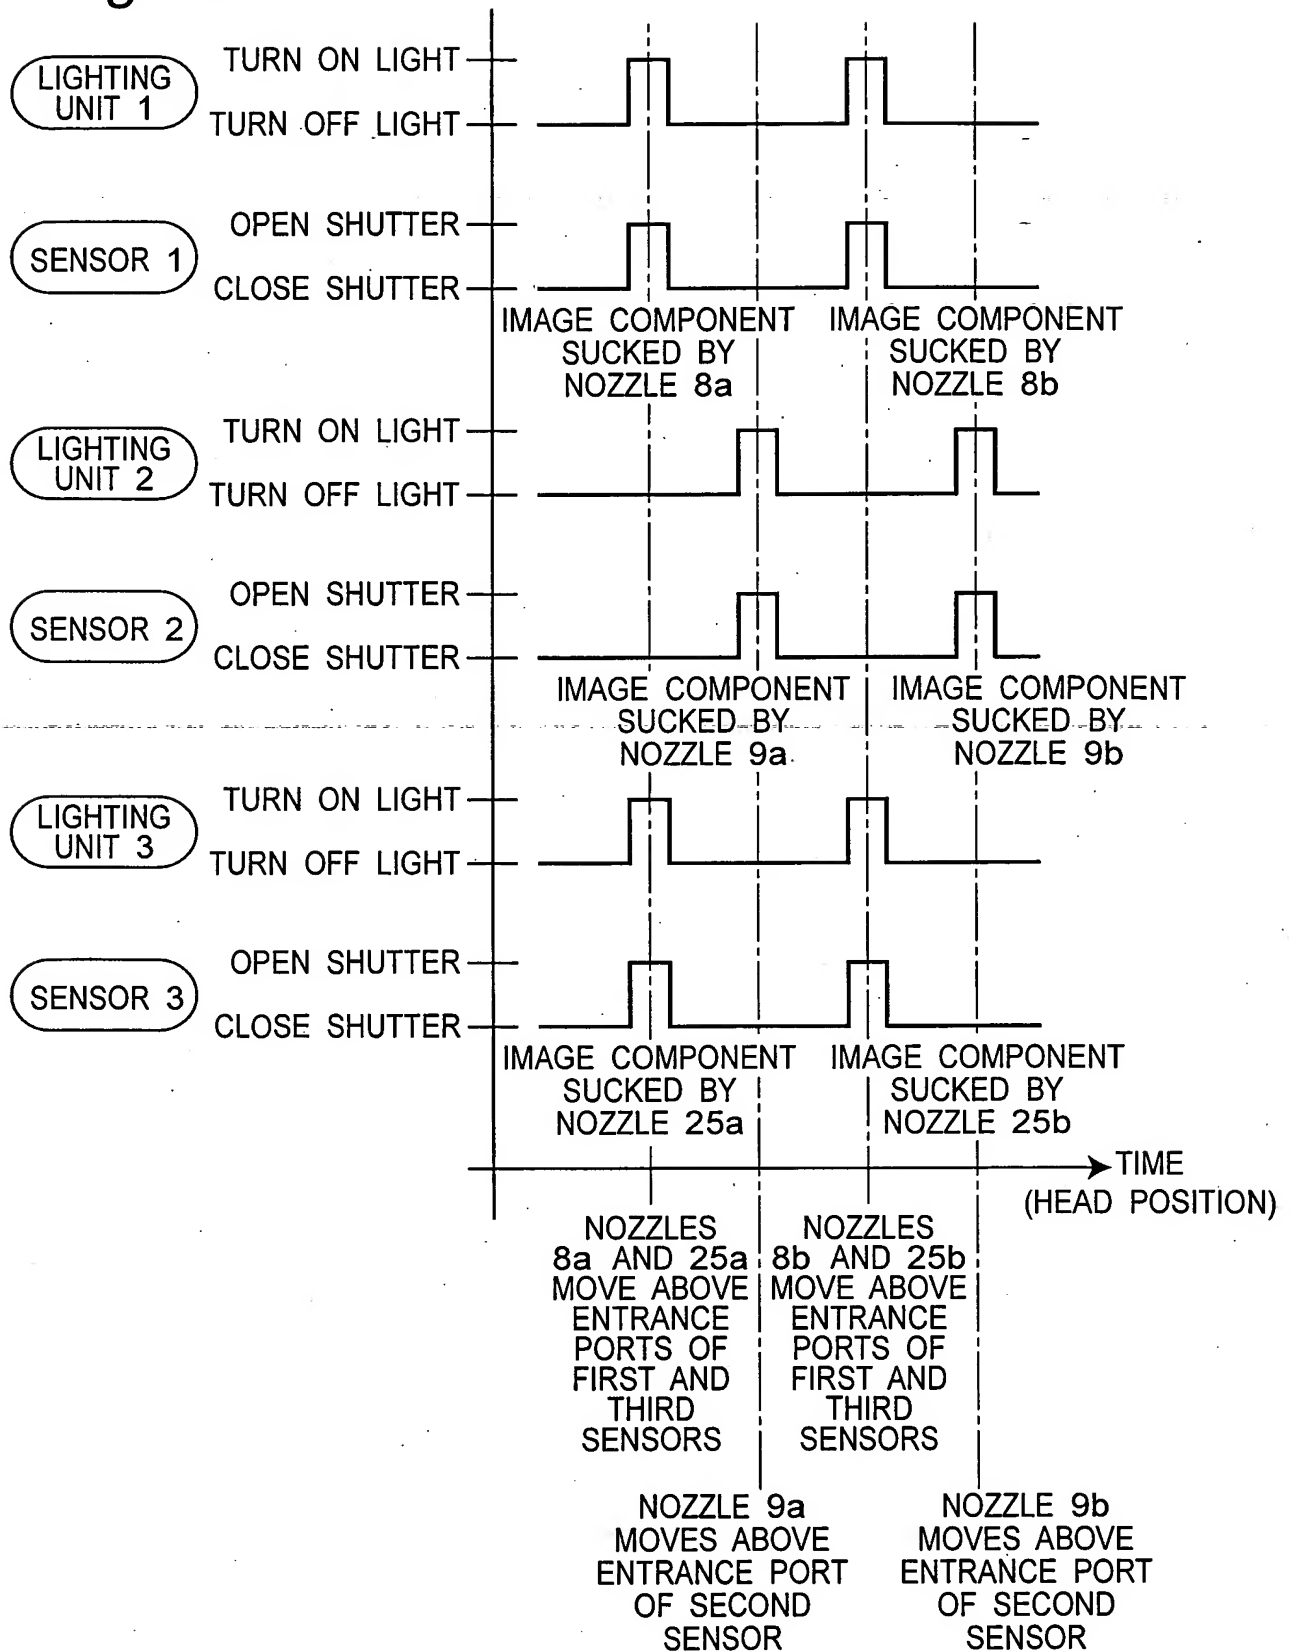 LIGHTING
UNIT 1
TURN ON LIGHT
TURN OFF LIGHT
SENSOR 1
OPEN SHUTTER
CLOSE SHUTTER
IMAGE COMPONENT
SUCKED BY
NOZZLE 8a
IMAGE COMPONENT
SUCKED BY
NOZZLE 8b
LIGHTING
UNIT 2
TURN ON LIGHT
TURN OFF LIGHT
SENSOR 2
OPEN SHUTTER
CLOSE SHUTTER
IMAGE COMPONENT
SUCKED BY
NOZZLE 9a
IMAGE COMPONENT
SUCKED BY
NOZZLE 9b
LIGHTING
UNIT 3
TURN ON LIGHT
TURN OFF LIGHT
SENSOR 3
OPEN SHUTTER
CLOSE SHUTTER
IMAGE COMPONENT
SUCKED BY
NOZZLE 25a
IMAGE COMPONENT
SUCKED BY
NOZZLE 25b
TIME
(HEAD POSITION)
NOZZLES
8a AND 25a
MOVE ABOVE
ENTRANCE
PORTS OF
FIRST AND
THIRD
SENSORS
NOZZLES
8b AND 25b
MOVE ABOVE
ENTRANCE
PORTS OF
FIRST AND
THIRD
SENSORS
NOZZLE 9a
MOVES ABOVE
ENTRANCE PORT
OF SECOND
SENSOR
NOZZLE 9b
MOVES ABOVE
ENTRANCE PORT
OF SECOND
SENSOR